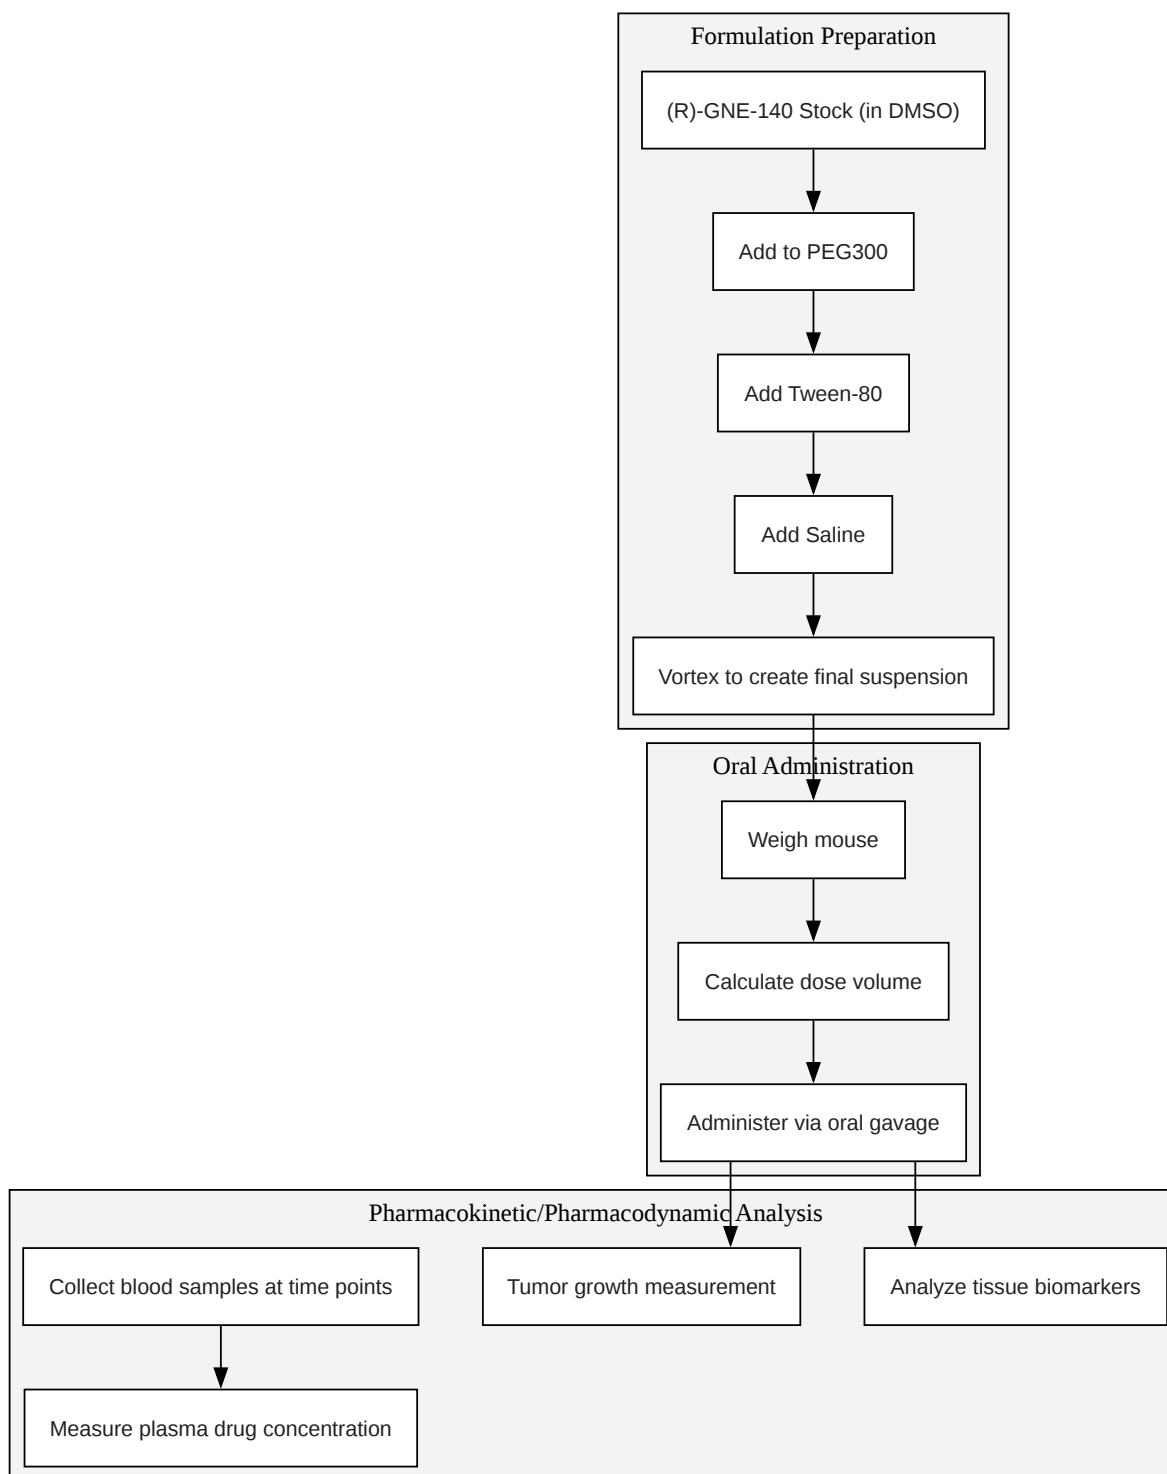 Formulation Preparation
(R)-GNE-140 Stock (in DMSO)
Add to PEG300
Add Tween-80
Add Saline
Vortex to create final suspension
Oral Administration
Weigh mouse
Calculate dose volume
Administer via oral gavage
Pharmacokinetic/Pharmacodynamic Analysis
Collect blood samples at time points
Tumor growth measurement
Analyze tissue biomarkers
Measure plasma drug concentration